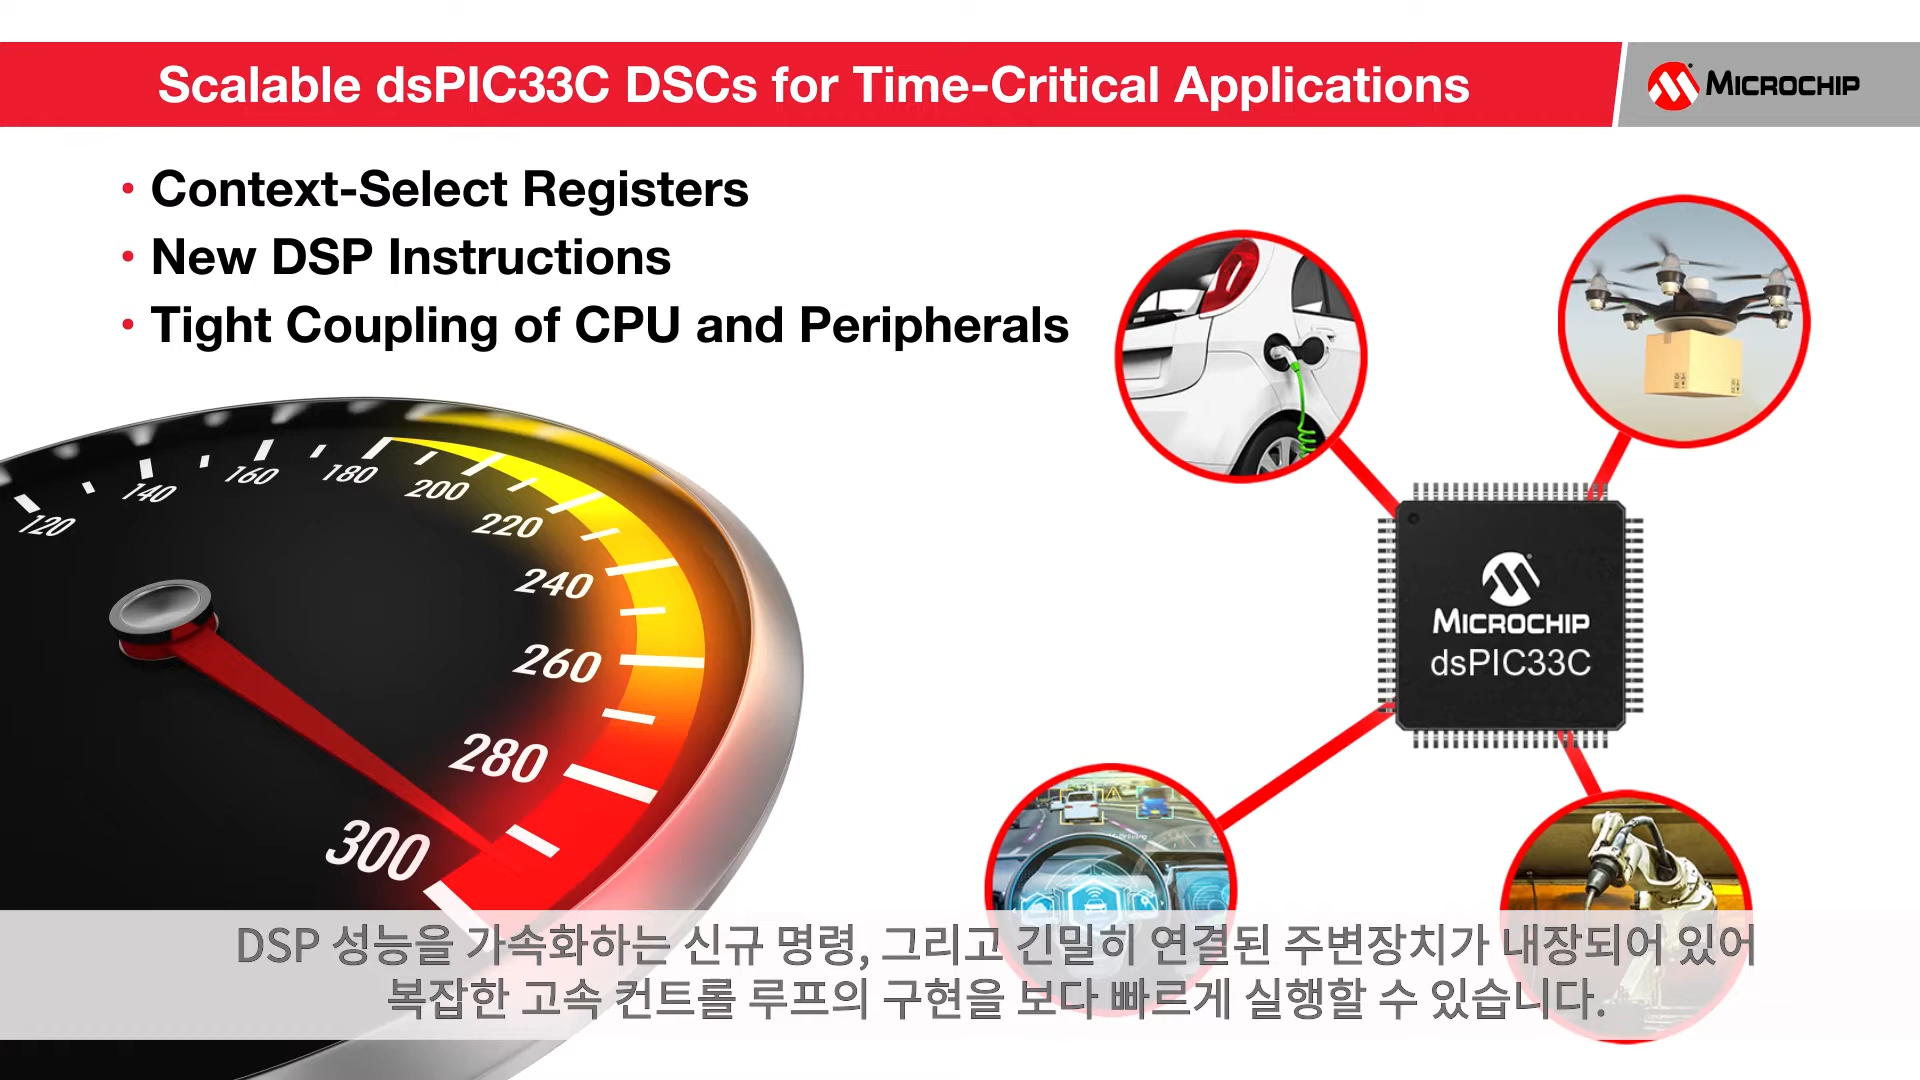 Scalable dsPIC33C DSCs for Time-Critical Applications
MICROCHIP
• Context-Select Registers
• New DSP Instructions
• Tight Coupling of CPU and Peripherals
120
140
160
180
200
220
240
260
280
300
MICROCHIP
dsPIC33C
DSP 성능을 가속화하는 신규 명령, 그리고 긴밀히 연결된 주변장치가 내장되어 있어
복잡한 고속 컨트롤 루프의 구현을 보다 빠르게 실행할 수 있습니다.